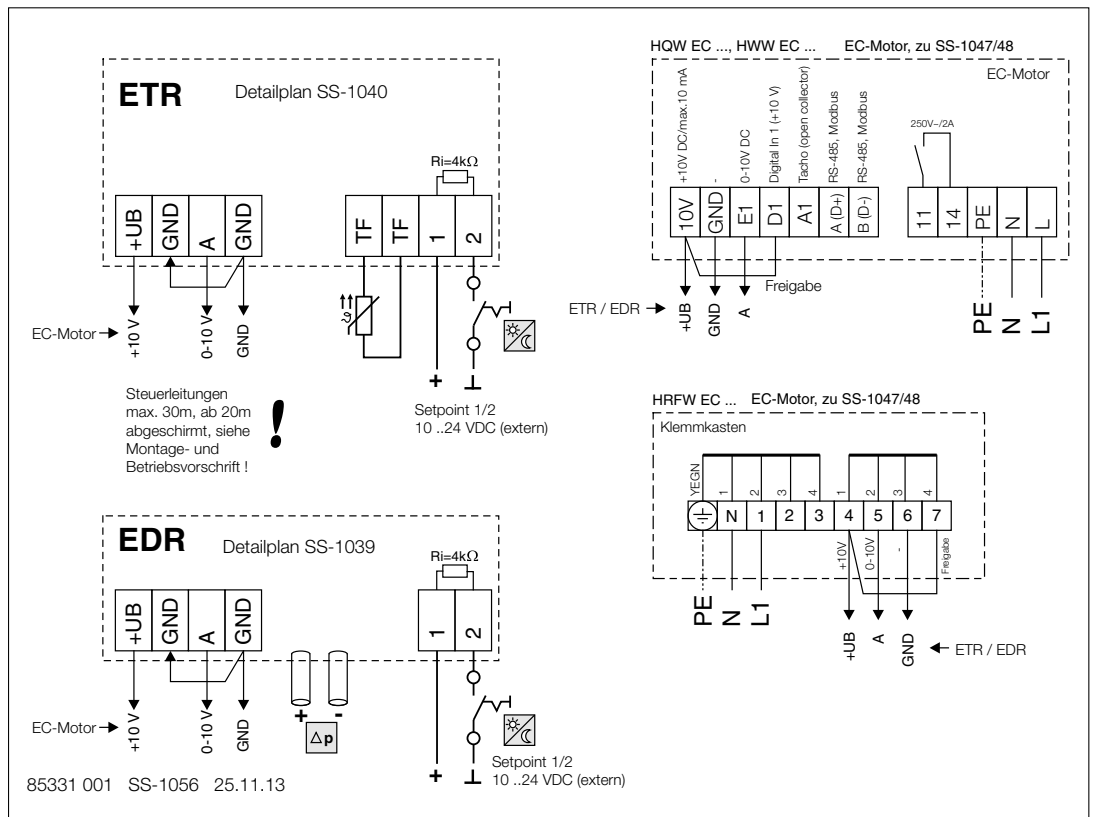 ETR
Detailplan SS-1040
Ri=4kΩ
+UB
GND
A
GND
TF
TF
1
2
EC-Motor
+10 V
0-10 V
GND
ϑ
+
⊥
Setpoint 1/2
10 ..24 VDC (extern)
Steuerleitungen
max. 30m, ab 20m
abgeschirmt, siehe
Montage- und
Betriebsvorschrift !
!
EDR
Detailplan SS-1039
Ri=4kΩ
+UB
GND
A
GND
1
2
EC-Motor
+10 V
0-10 V
GND
+
-
Δp
+
⊥
Setpoint 1/2
10 ..24 VDC (extern)
85331 001 SS-1056 25.11.13
HQW EC ..., HWW EC ... EC-Motor, zu SS-1047/48
EC-Motor
+10V DC/max.10 mA
-
0-10V DC
Digital In 1 (+10 V)
Tacho (open collector)
RS-485, Modbus
RS-485, Modbus
250V~/2A
10V
GND
E1
D1
A1
A (D+)
B (D-)
11
14
PE
N
L
Freigabe
ETR / EDR
+UB
GND
A
PE
N
L1
HRFW EC ... EC-Motor, zu SS-1047/48
Klemmkasten
YEGN
1
2
3
4
1
2
3
4
N
1
2
3
4
5
6
7
+10V
0-10V
-
Freigabe
PE
N
L1
+UB
A
GND
ETR / EDR